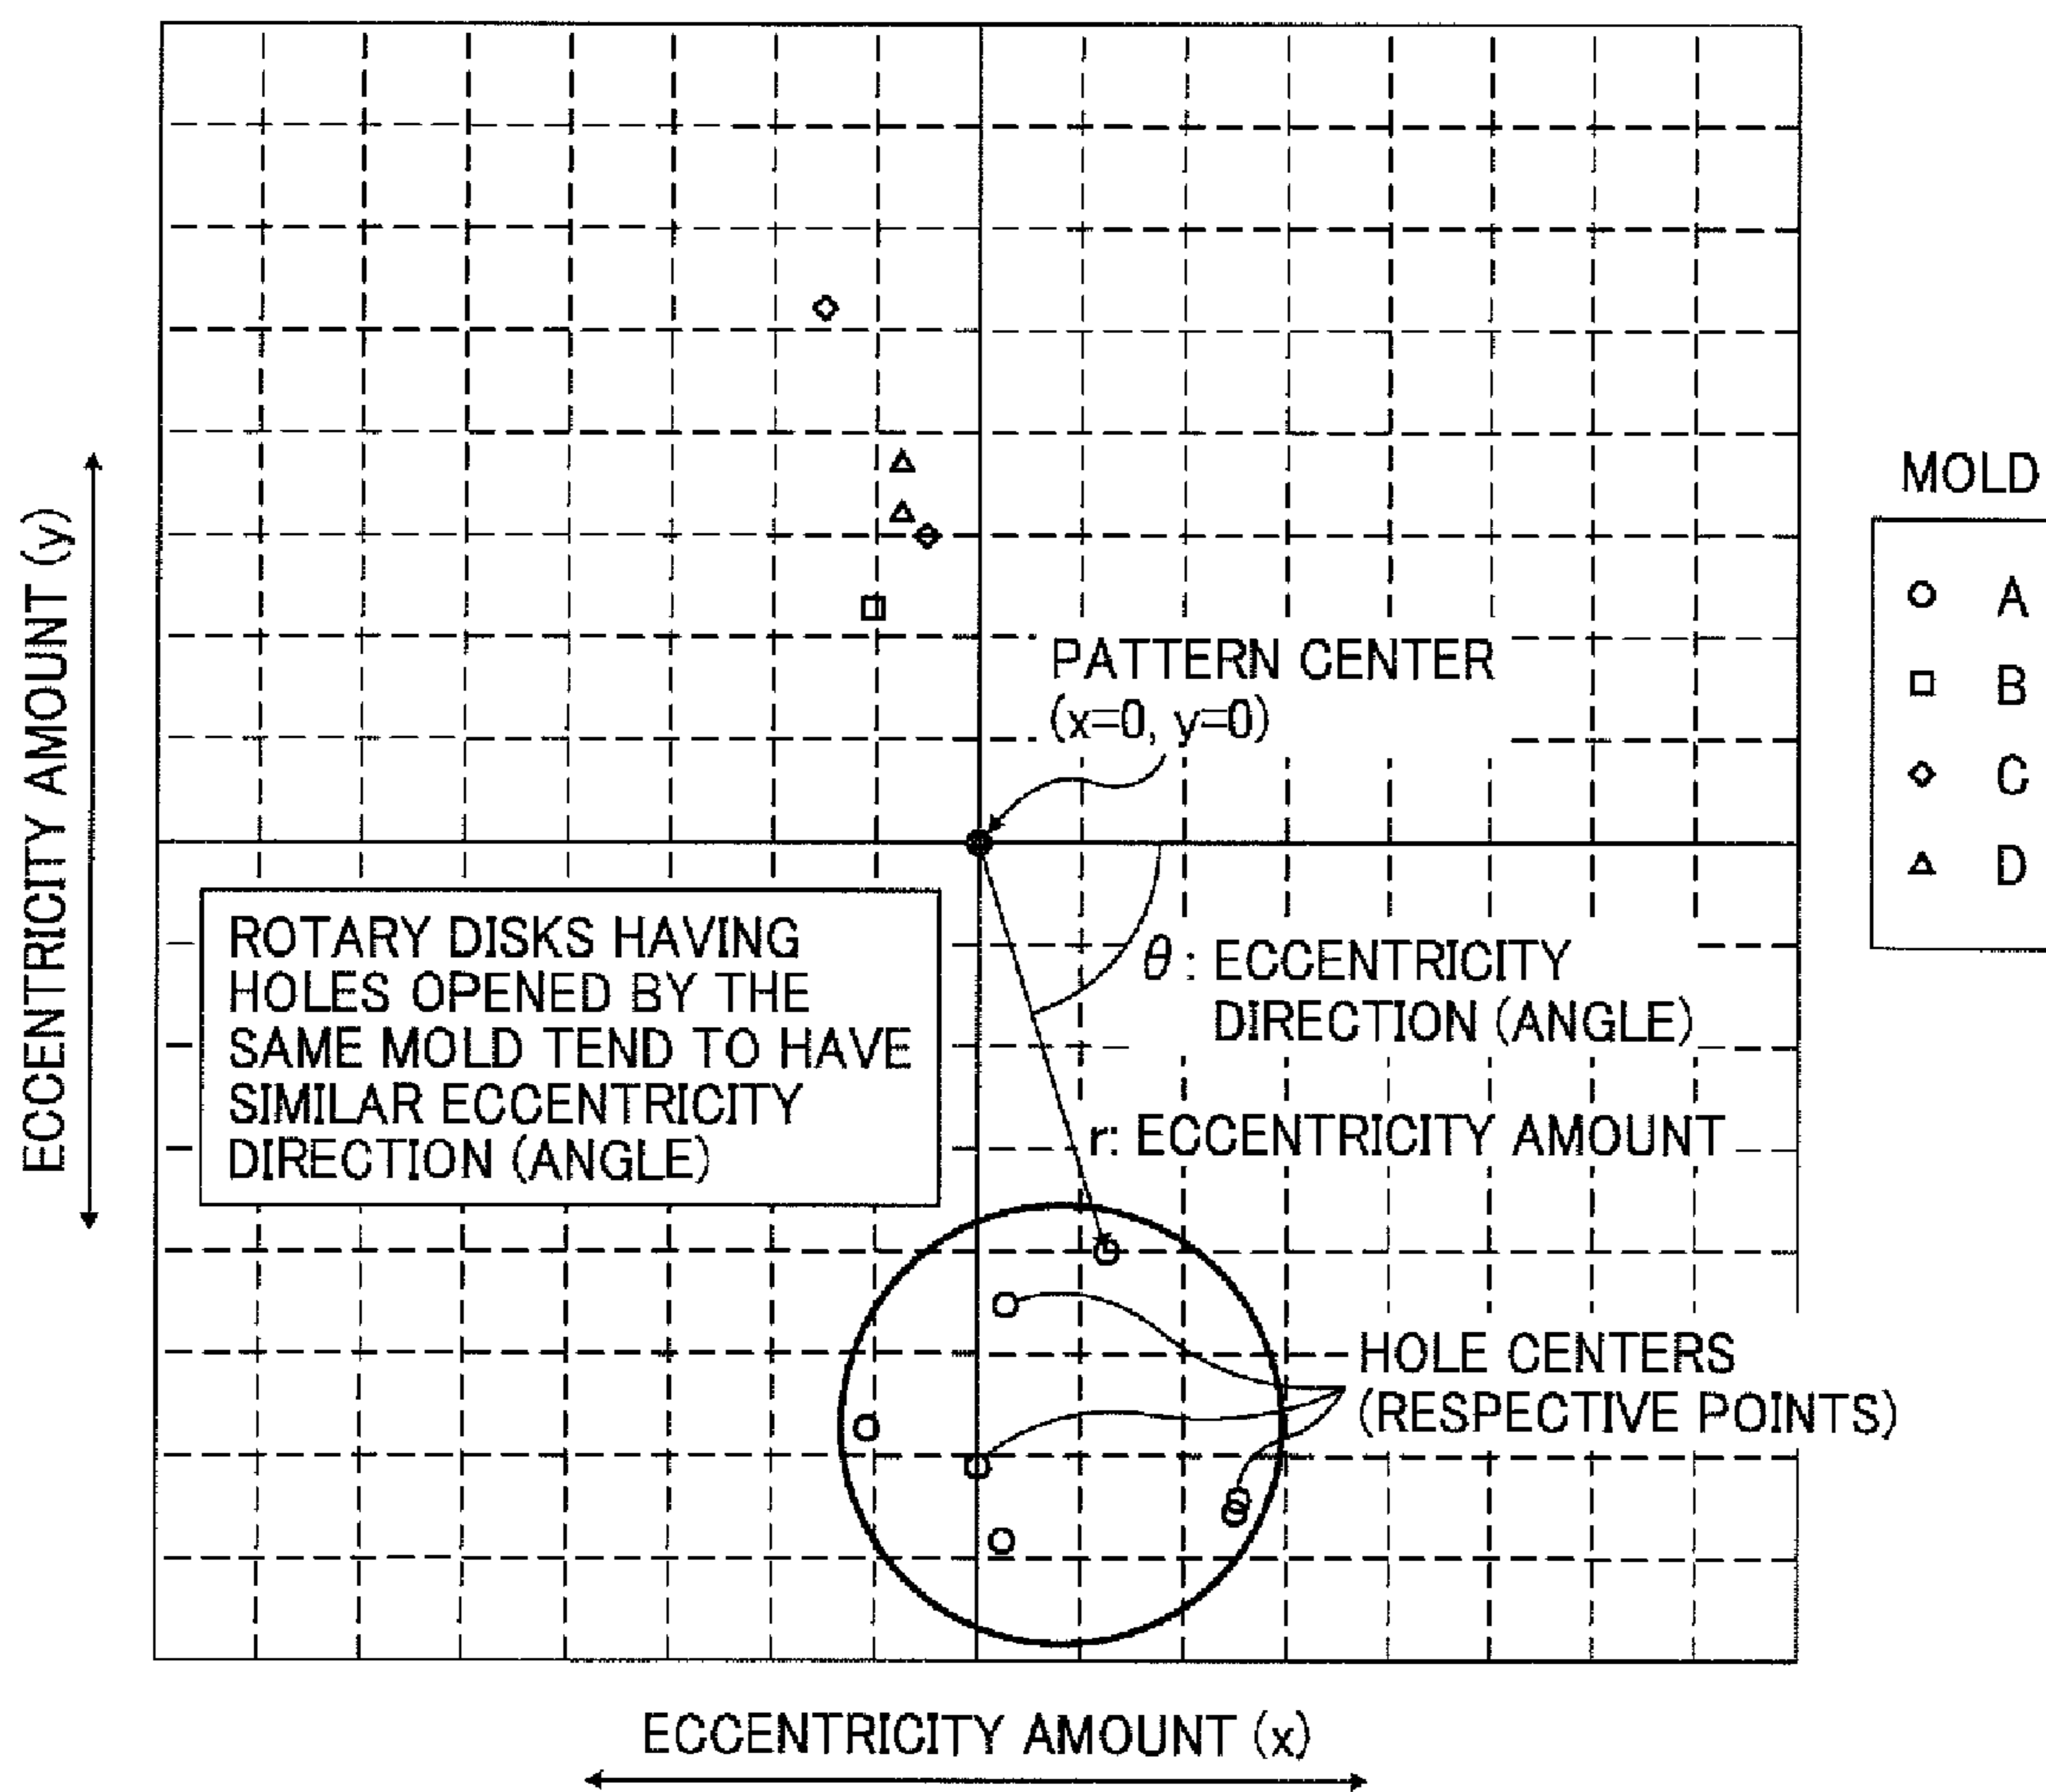 ECCENTRICITY AMOUNT (y)
PATTERN CENTER
(x=0, y=0)
ROTARY DISKS HAVING
HOLES OPENED BY THE
SAME MOLD TEND TO HAVE
SIMILAR ECCENTRICITY
DIRECTION (ANGLE)
θ : ECCENTRICITY
DIRECTION (ANGLE)
r: ECCENTRICITY AMOUNT
HOLE CENTERS
(RESPECTIVE POINTS)
ECCENTRICITY AMOUNT (x)
MOLD
A
B
C
D